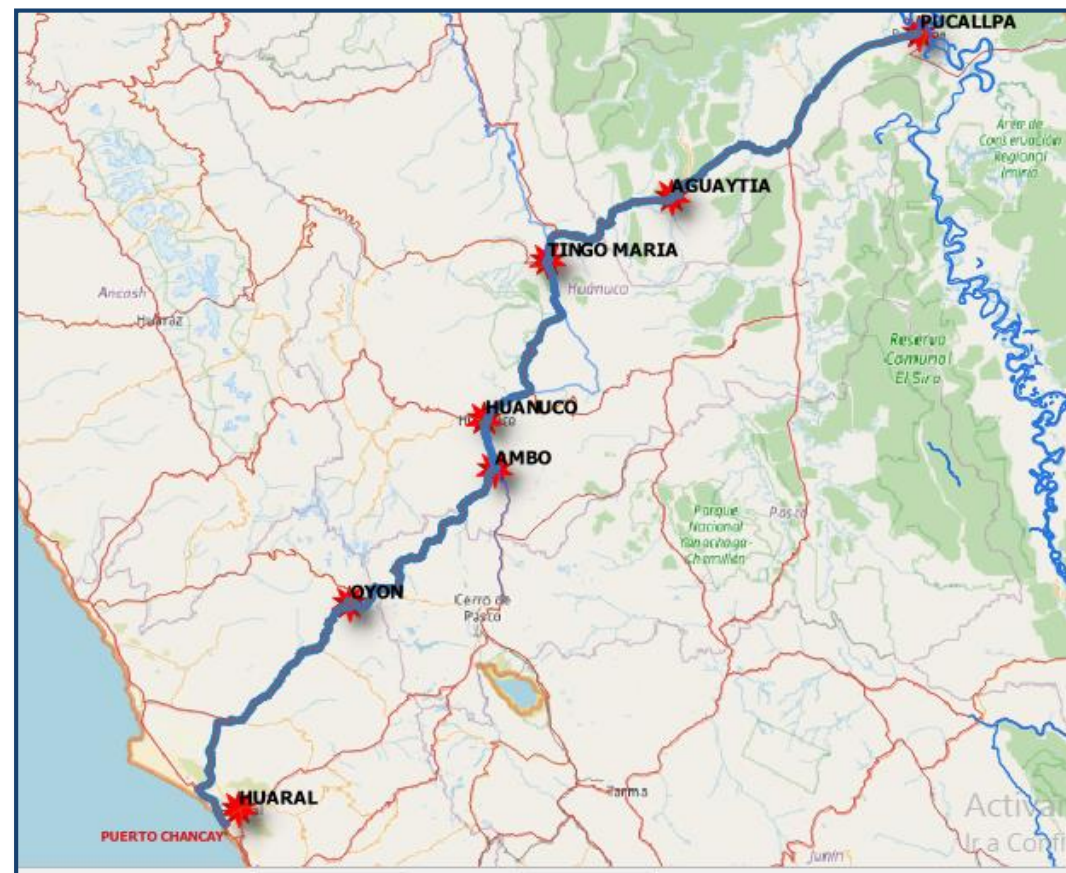 PUCALLPA
Área de
Conservación
Regional
Imiria
AGUAYTIA
TINGO MARIA
Huánuco
Ancash
Huaraz
Reserva
Comunal
El Sira
HUANUCO
AMBO
Parque
Nacional
Yanachaga-
Chemillén
Pasco
OYON
Cerro de
Pasco
HUARAL
Tarma
PUERTO CHANCAY
Activar
Ir a Confi
Junín